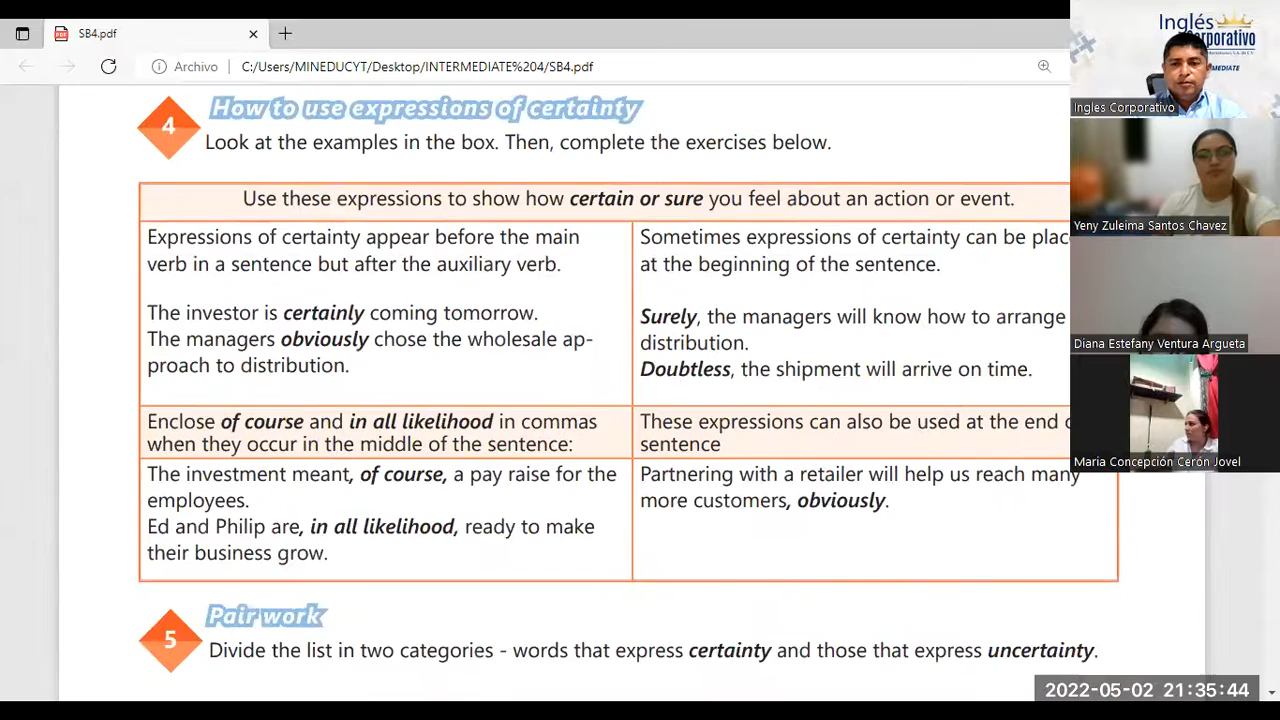 SB4.pdf
Archivo
C:/Users/MINEDUCYT/Desktop/INTERMEDIATE%204/SB4.pdf
4
How to use expressions of certainty
Look at the examples in the box. Then, complete the exercises below.
Use these expressions to show how certain or sure you feel about an action or event.
Expressions of certainty appear before the main
verb in a sentence but after the auxiliary verb.
The investor is certainly coming tomorrow.
The managers obviously chose the wholesale ap-
proach to distribution.
Sometimes expressions of certainty can be plac
at the beginning of the sentence.
Surely, the managers will know how to arrange
distribution.
Doubtless, the shipment will arrive on time.
Enclose of course and in all likelihood in commas
when they occur in the middle of the sentence:
These expressions can also be used at the end
sentence
The investment meant, of course, a pay raise for the
employees.
Ed and Philip are, in all likelihood, ready to make
their business grow.
Partnering with a retailer will help us reach many
more customers, obviously.
5
Pair work
Divide the list in two categories - words that express certainty and those that express uncertainty.
Inglés
Corporativo
Ingles Corporativo
Yeny Zuleima Santos Chavez
Diana Estefany Ventura Argueta
Maria Concepción Cerón Jovel
2022-05-02 21:35:44